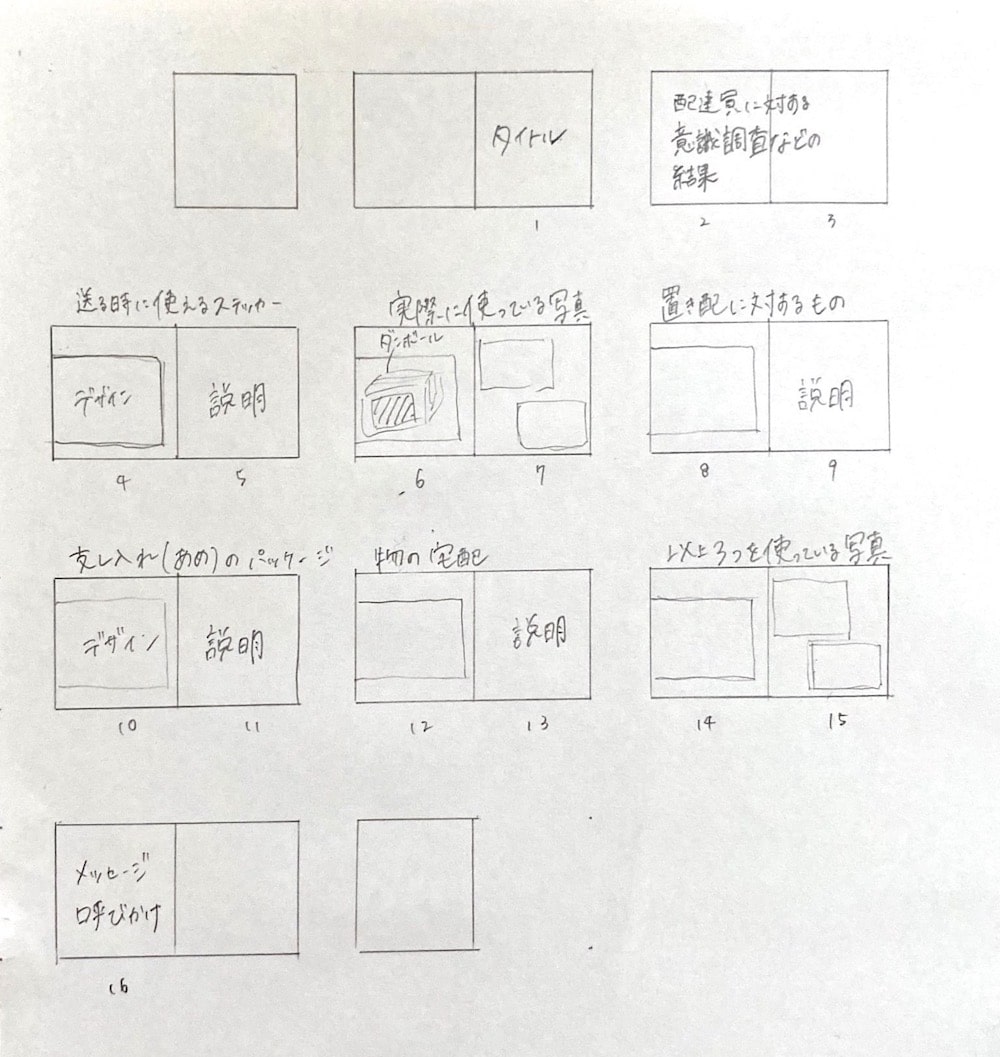 タイトル
1
配達員に対する
意識調査などの
結果
2
3
送る時に使えるステッカー
デザイン
説明
4
5
実際に使っている写真
ダンボール
6
7
置き配に対するもの
説明
8
9
差し入れ(あめ)のパッケージ
デザイン
説明
10
11
物の宅配
説明
12
13
以上3つを使っている写真
14
15
メッセージ
呼びかけ
16